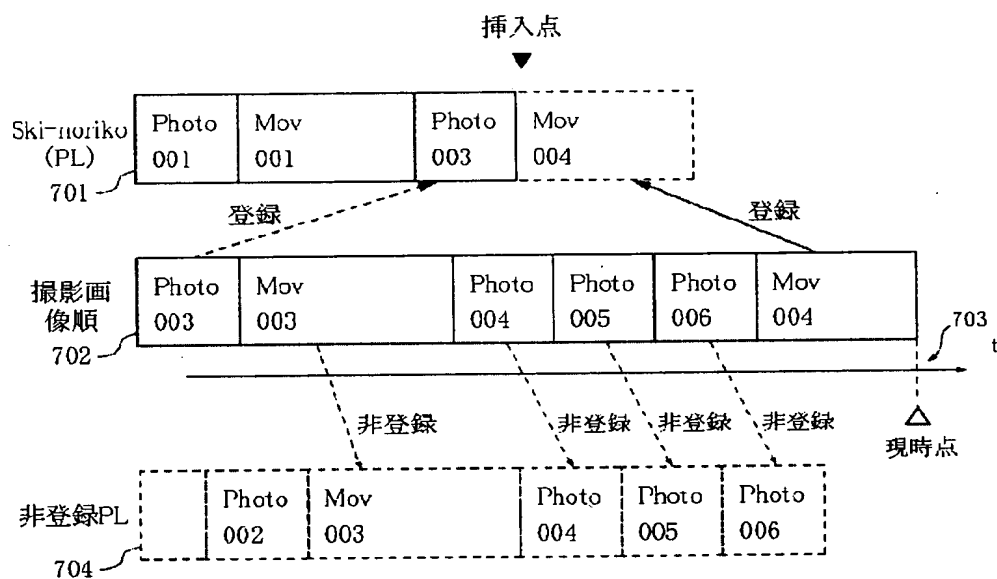 挿入点
▼
Ski-noriko
(PL)
701
Photo
001
Mov
001
Photo
003
Mov
004
登録
登録
撮影画
像順
702
Photo
003
Mov
003
Photo
004
Photo
005
Photo
006
Mov
004
703
t
非登録
非登録
非登録
非登録
△
現時点
非登録PL
704
Photo
002
Mov
003
Photo
004
Photo
005
Photo
006